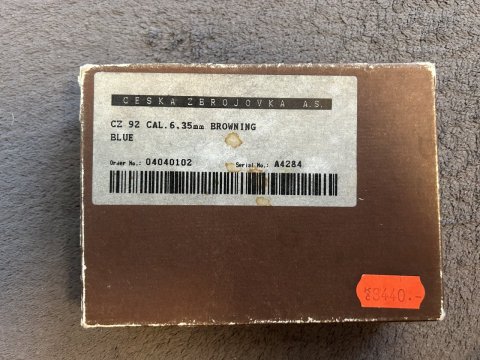 CESKA ZBROJOVKA A.S.
CZ 92 CAL.6.35mm BROWNING
BLUE
Order No.: 04040102 Serial No.: A4284